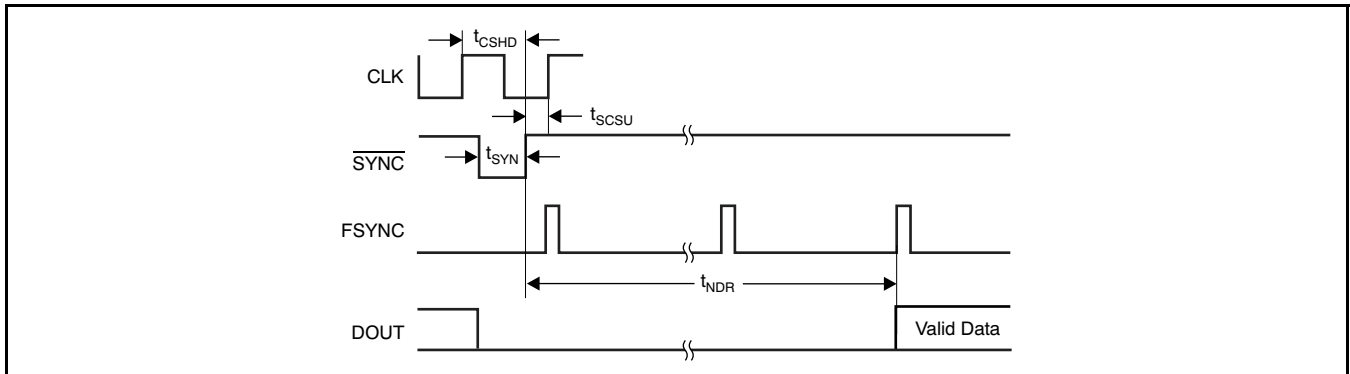 tCSHD
CLK
tSCSU
SYNC
tSYN
FSYNC
tNDR
DOUT
Valid Data